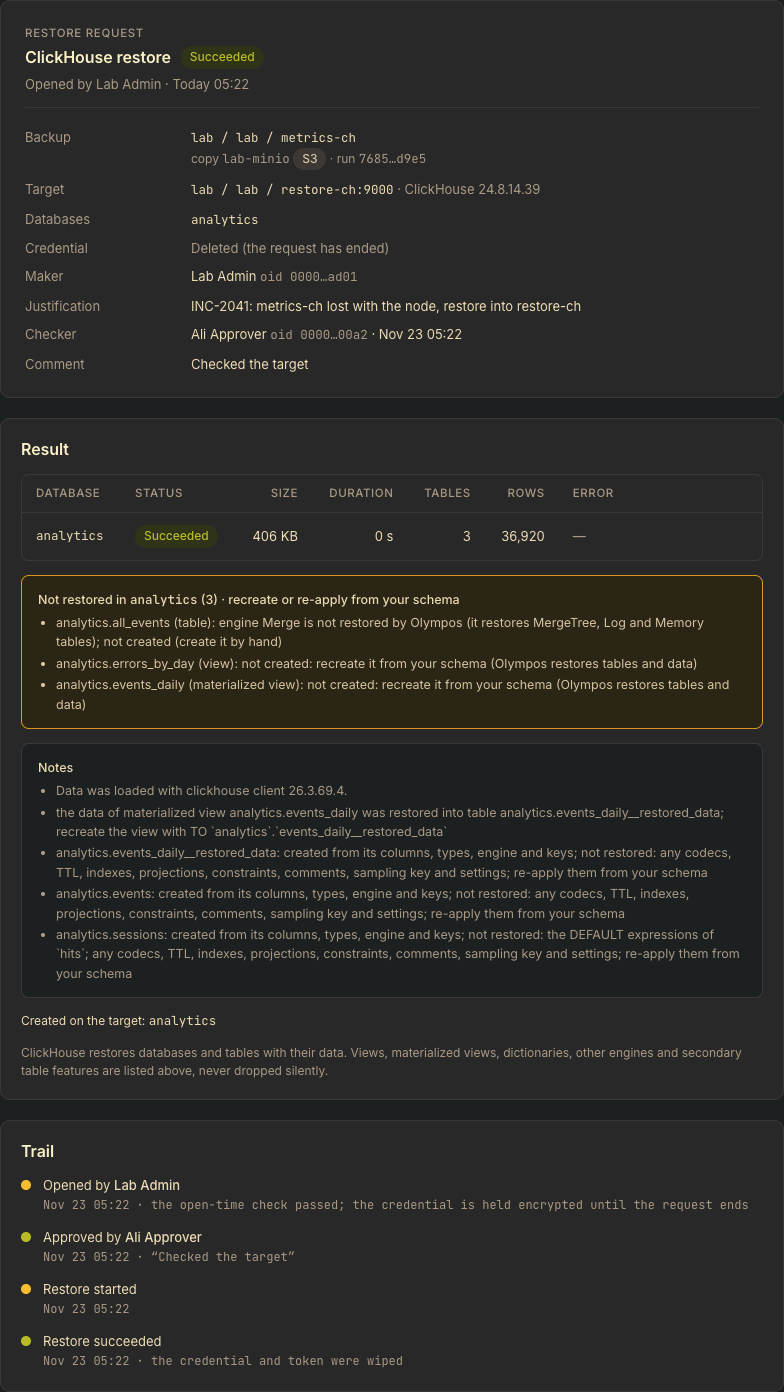 RESTORE REQUEST
ClickHouse restore Succeeded
Opened by Lab Admin · Today 05:22
Backup lab / lab / metrics-ch
copy lab-minio S3 · run 7685…d9e5
Target lab / lab / restore-ch:9000 · ClickHouse 24.8.14.39
Databases analytics
Credential Deleted (the request has ended)
Maker Lab Admin oid 0000…ad01
Justification INC-2041: metrics-ch lost with the node, restore into restore-ch
Checker Ali Approver oid 0000…00a2 · Nov 23 05:22
Comment Checked the target
Result
DATABASE STATUS SIZE DURATION TABLES ROWS ERROR
analytics Succeeded 406 KB 0 s 3 36,920 —
Not restored in analytics (3) · recreate or re-apply from your schema
• analytics.all_events (table): engine Merge is not restored by Olympos (it restores MergeTree, Log and Memory
tables); not created (create it by hand)
• analytics.errors_by_day (view): not created: recreate it from your schema (Olympos restores tables and data)
• analytics.events_daily (materialized view): not created: recreate it from your schema (Olympos restores tables and
data)
Notes
• Data was loaded with clickhouse client 26.3.69.4.
• the data of materialized view analytics.events_daily was restored into table analytics.events_daily__restored_data;
recreate the view with TO `analytics`.`events_daily__restored_data`
• analytics.events_daily__restored_data: created from its columns, types, engine and keys; not restored: any codecs,
TTL, indexes, projections, constraints, comments, sampling key and settings; re-apply them from your schema
• analytics.events: created from its columns, types, engine and keys; not restored: any codecs, TTL, indexes,
projections, constraints, comments, sampling key and settings; re-apply them from your schema
• analytics.sessions: created from its columns, types, engine and keys; not restored: the DEFAULT expressions of
`hits`; any codecs, TTL, indexes, projections, constraints, comments, sampling key and settings; re-apply them from
your schema
Created on the target: analytics
ClickHouse restores databases and tables with their data. Views, materialized views, dictionaries, other engines and secondary
table features are listed above, never dropped silently.
Trail
Opened by Lab Admin
Nov 23 05:22 · the open-time check passed; the credential is held encrypted until the request ends
Approved by Ali Approver
Nov 23 05:22 · “Checked the target”
Restore started
Nov 23 05:22
Restore succeeded
Nov 23 05:22 · the credential and token were wiped